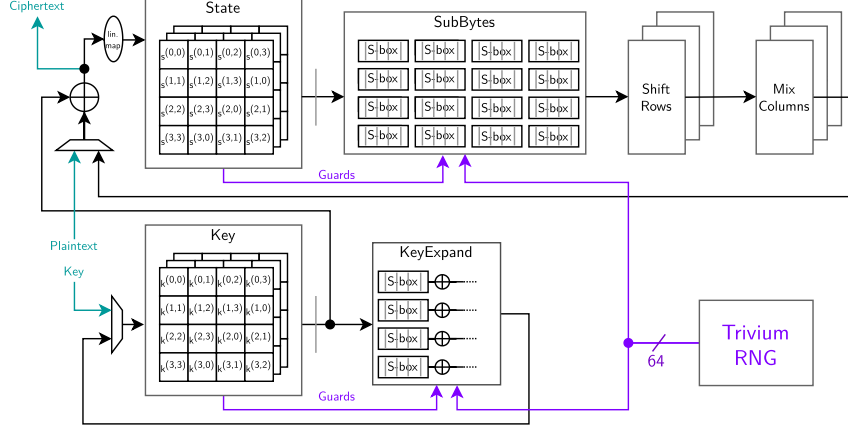 Ciphertext
lin.
map
State
s(0,0) s(0,1) s(0,2) s(0,3)
s(1,1) s(1,2) s(1,3) s(1,0)
s(2,2) s(2,3) s(2,0) s(2,1)
s(3,3) s(3,0) s(3,1) s(3,2)
SubBytes
S-box S-box S-box S-box
S-box S-box S-box S-box
S-box S-box S-box S-box
S-box S-box S-box S-box
Shift
Rows
Mix
Columns
Guards
Plaintext
Key
Key
k(0,0) k(0,1) k(0,2) k(0,3)
k(1,1) k(1,2) k(1,3) k(1,0)
k(2,2) k(2,3) k(2,0) k(2,1)
k(3,3) k(3,0) k(3,1) k(3,2)
KeyExpand
S-box
S-box
S-box
S-box
Guards
64
Trivium
RNG